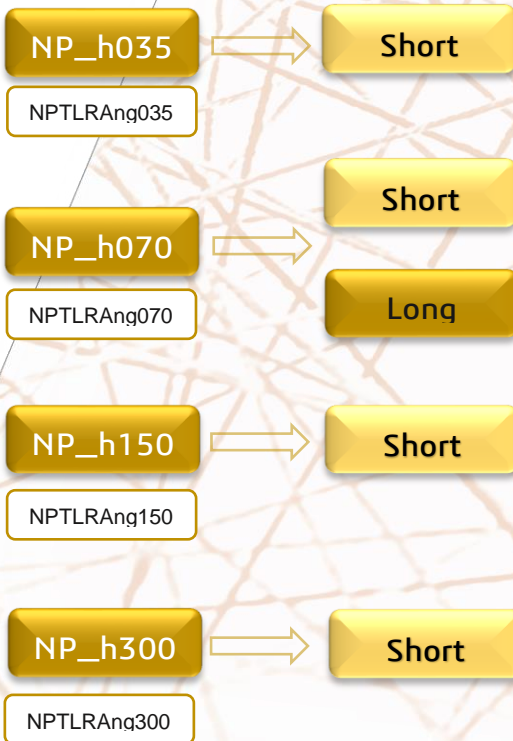 NP_h035
Short
NPTLRAng035
Short
NP_h070
NPTLRAng070
Long
NP_h150
Short
NPTLRAng150
NP_h300
Short
NPTLRAng300